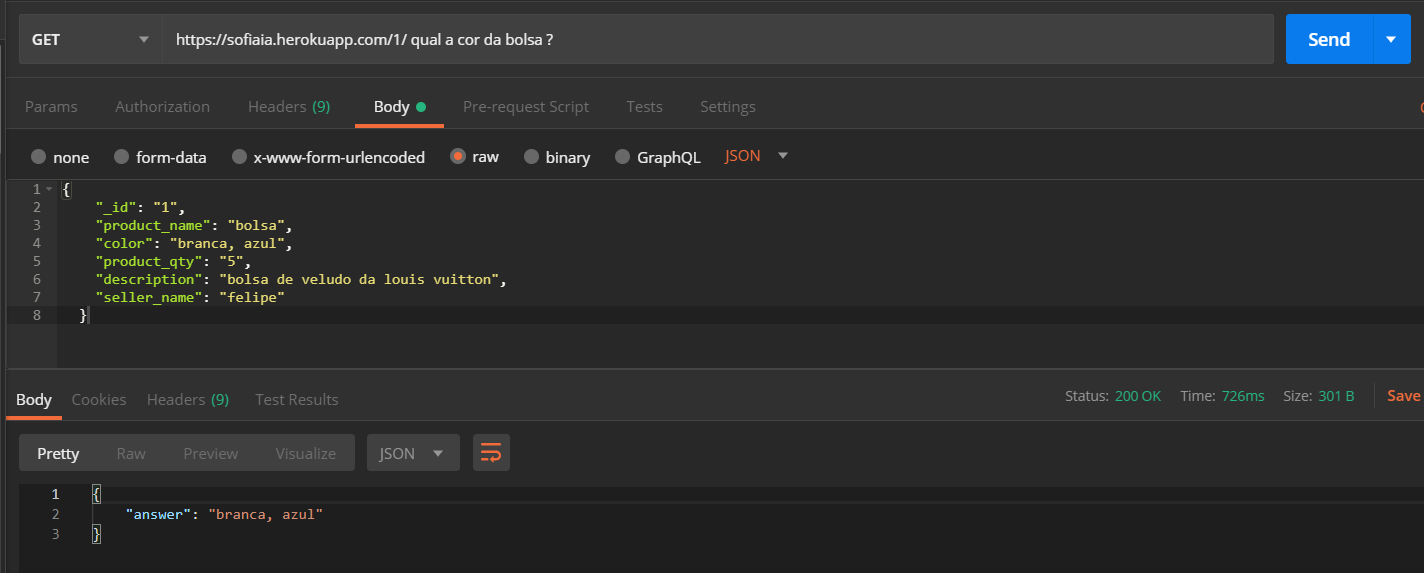 GET https://sofiaia.herokuapp.com/1/ qual a cor da bolsa ? Send
Params Authorization Headers (9) Body Pre-request Script Tests Settings
none form-data x-www-form-urlencoded raw binary GraphQL JSON
1 {
2 "_id": "1",
3 "product_name": "bolsa",
4 "color": "branca, azul",
5 "product_qty": "5",
6 "description": "bolsa de veludo da louis vuitton",
7 "seller_name": "felipe"
8 }
Body Cookies Headers (9) Test Results Status: 200 OK Time: 726ms Size: 301 B Save
Pretty Raw Preview Visualize JSON
1 {
2 "answer": "branca, azul"
3 }